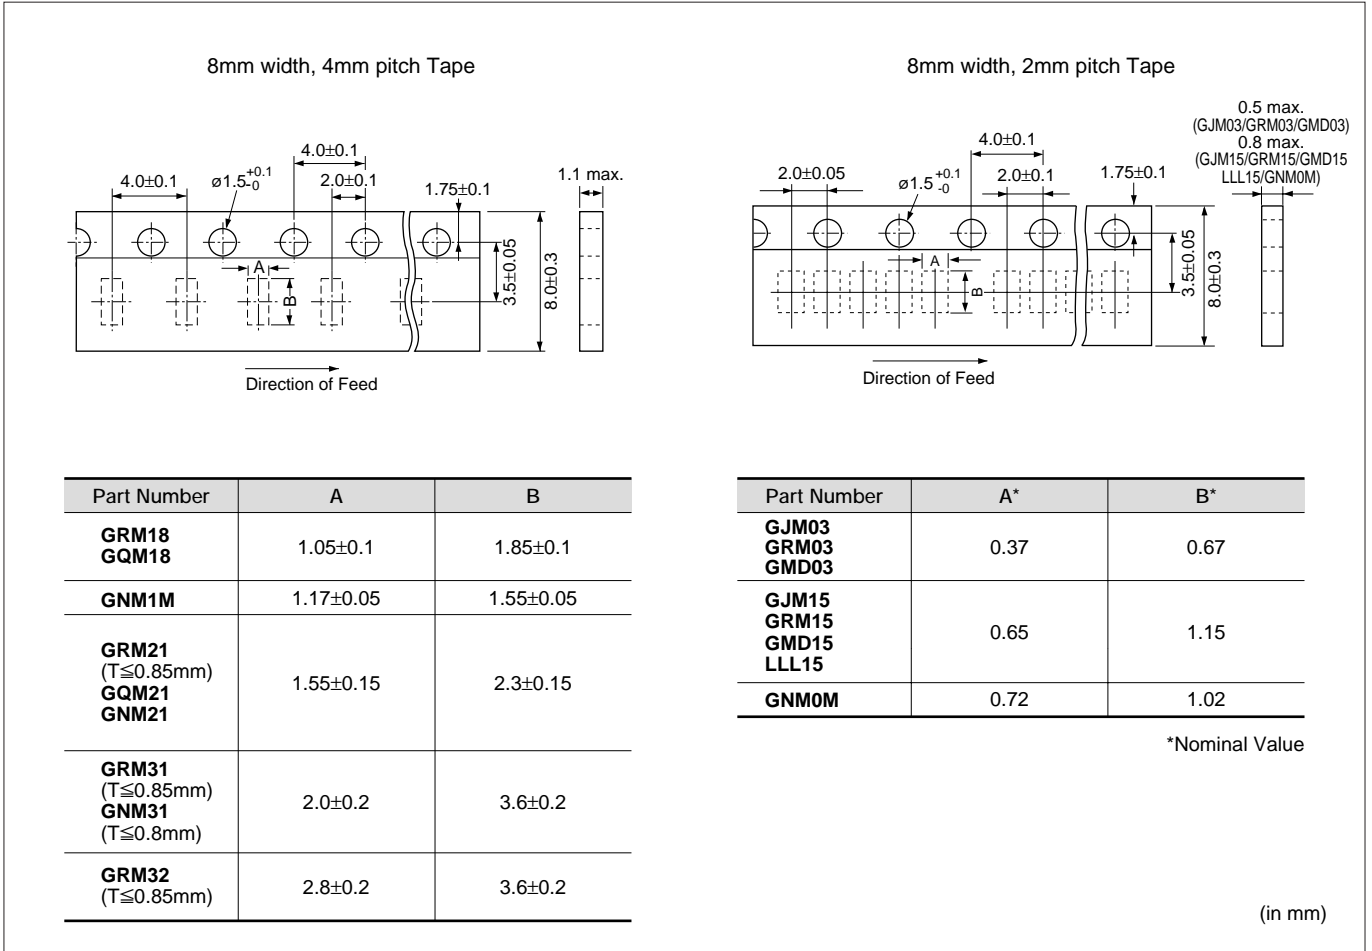 8mm width, 4mm pitch Tape
4.0±0.1
4.0±0.1
ø1.5 +0.1 -0
2.0±0.1
1.75±0.1
1.1 max.
A
B
3.5±0.05
8.0±0.3
Direction of Feed
8mm width, 2mm pitch Tape
0.5 max.
(GJM03/GRM03/GMD03)
0.8 max.
(GJM15/GRM15/GMD15
LLL15/GNM0M)
4.0±0.1
2.0±0.05
ø1.5 +0.1 -0
2.0±0.1
1.75±0.1
A
B
3.5±0.05
8.0±0.3
Direction of Feed
Part Number A B
GRM18
GQM18
1.05±0.1 1.85±0.1
GNM1M 1.17±0.05 1.55±0.05
GRM21
(T≦0.85mm)
GQM21
GNM21
1.55±0.15 2.3±0.15
GRM31
(T≦0.85mm)
GNM31
(T≦0.8mm)
2.0±0.2 3.6±0.2
GRM32
(T≦0.85mm)
2.8±0.2 3.6±0.2
Part Number A* B*
GJM03
GRM03
GMD03
0.37 0.67
GJM15
GRM15
GMD15
LLL15
0.65 1.15
GNM0M 0.72 1.02
*Nominal Value
(in mm)